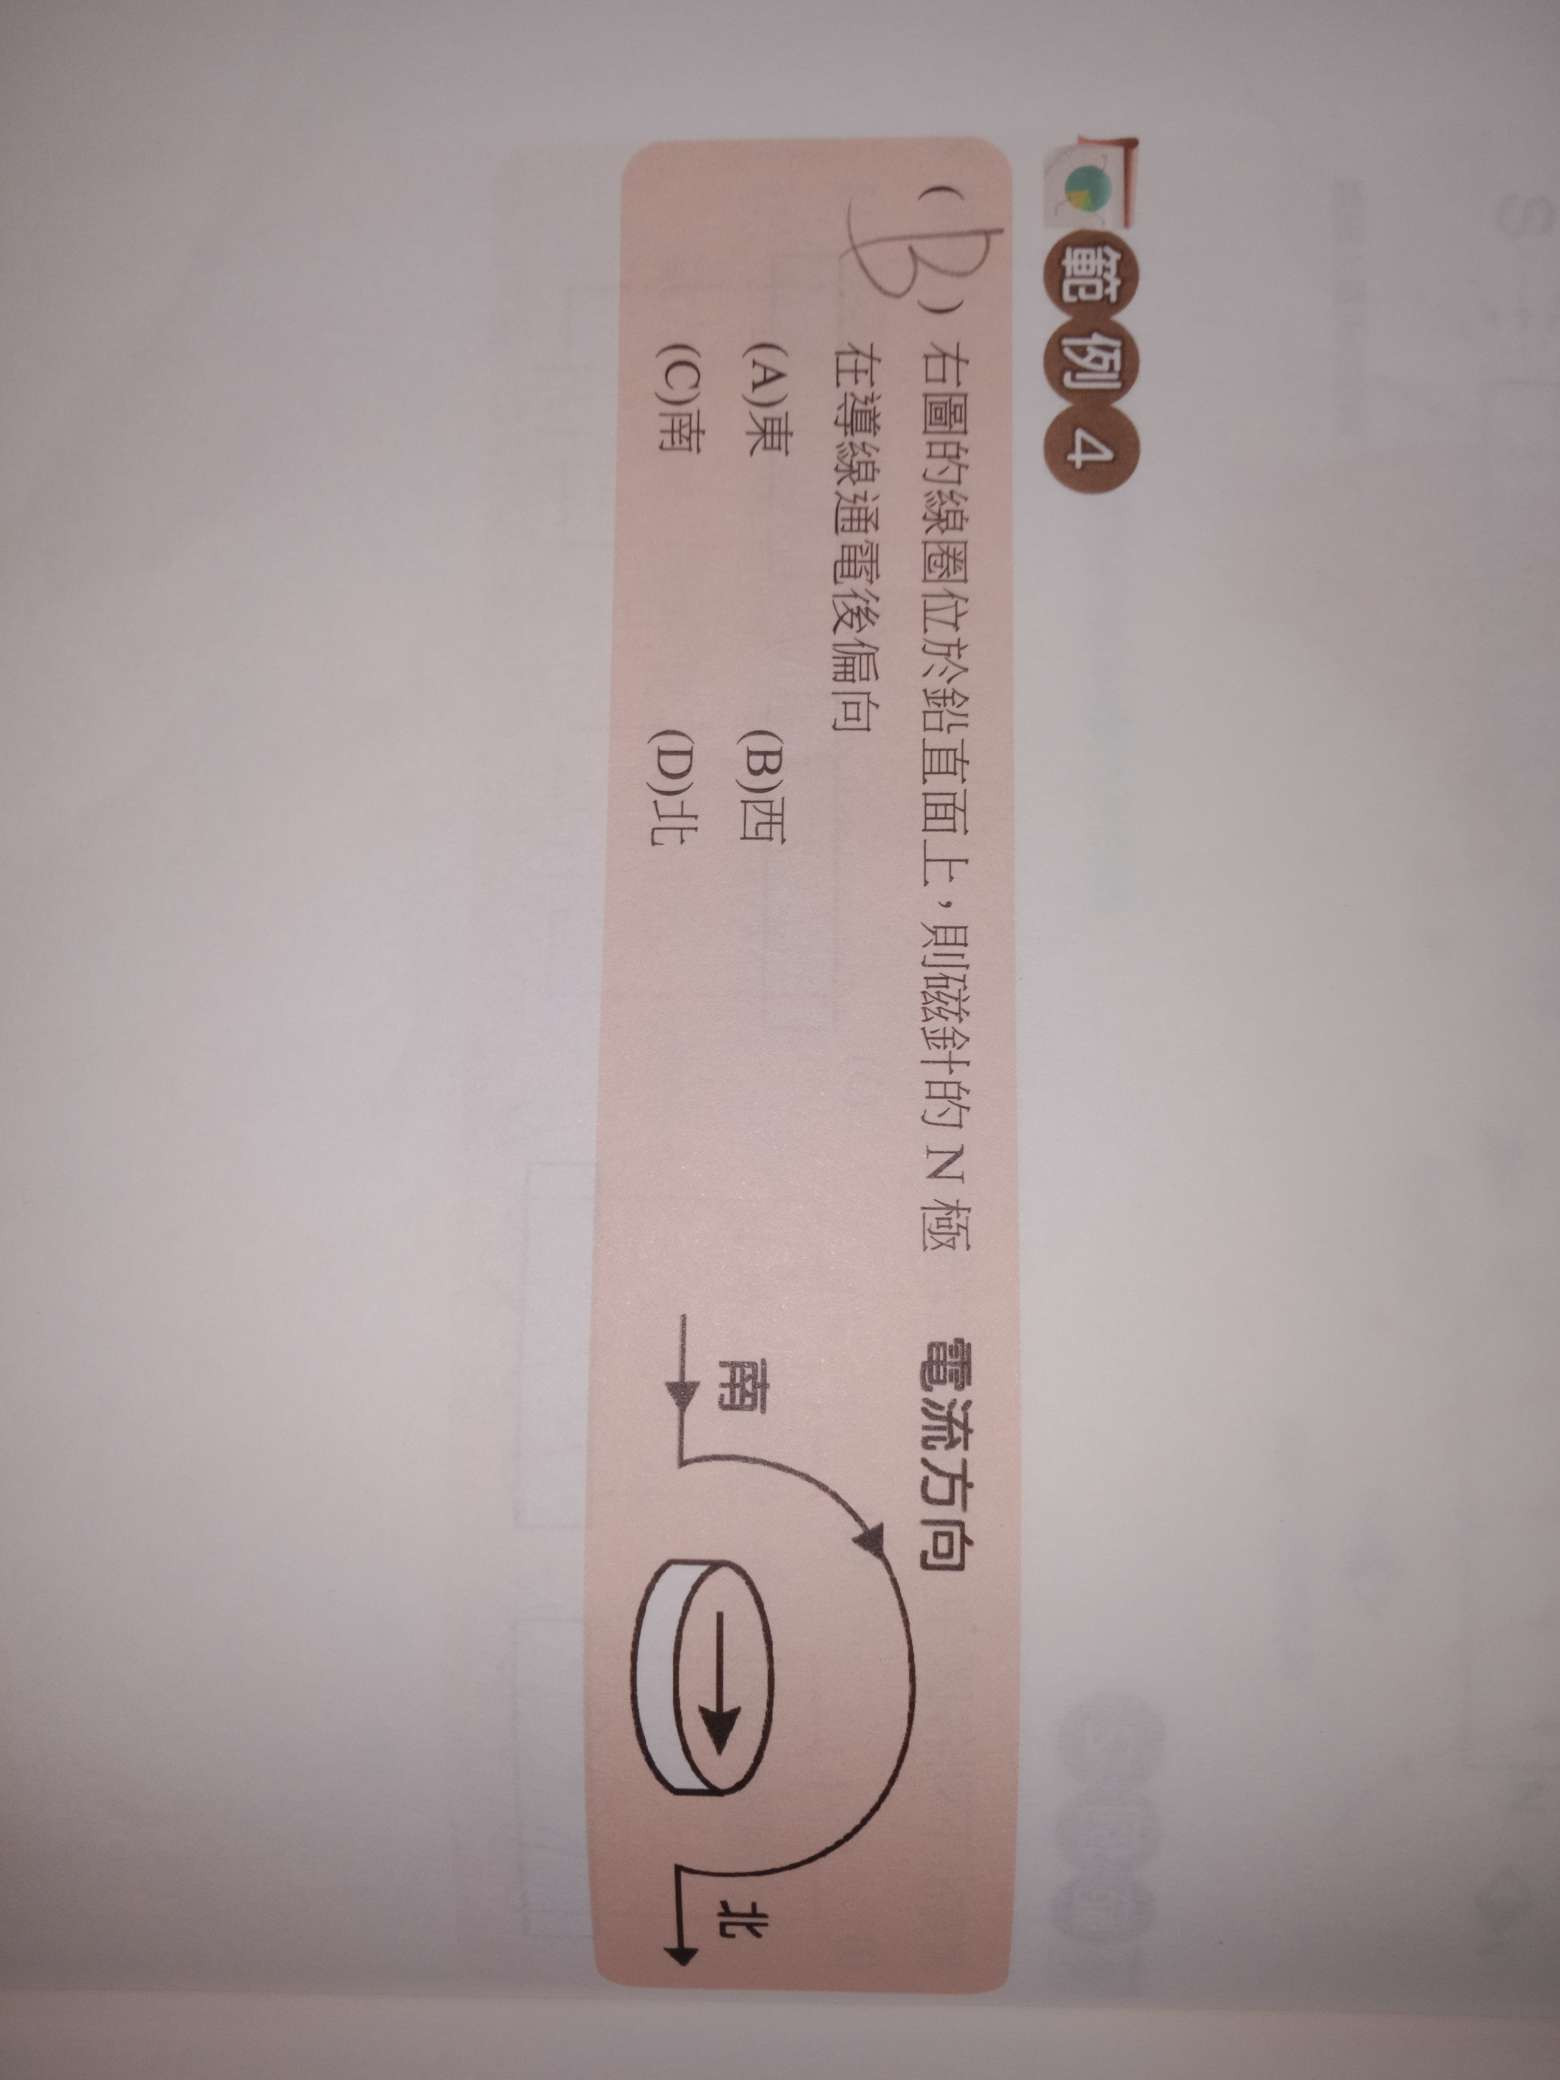 範例4
( B ) 右圖的線圈位於鉛直面上，則磁針的 N 極
在導線通電後偏向
(A)東 (B)西
(C)南 (D)北
電流方向
南 北